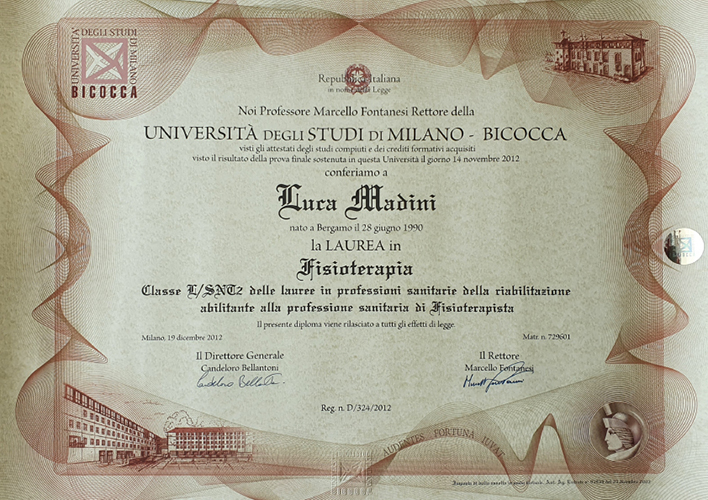 UNIVERSITÀ DEGLI STUDI DI MILANO
BICOCCA
Repubblica Italiana
in nome della Legge
Noi Professore Marcello Fontanesi Rettore della
UNIVERSITÀ DEGLI STUDI DI MILANO - BICOCCA
visti gli attestati degli studi compiuti e dei crediti formativi acquisiti
visto il risultato della prova finale sostenuta in questa Università il giorno 14 novembre 2012
conferiamo a
Luca Madini
nato a Bergamo il 28 giugno 1990
la LAUREA in
Fisioterapia
Classe L/SNT2 delle lauree in professioni sanitarie della riabilitazione
abilitante alla professione sanitaria di Fisioterapista
Il presente diploma viene rilasciato a tutti gli effetti di legge.
Milano, 19 dicembre 2012
Matr. n. 729601
Il Direttore Generale
Candeloro Bellantoni
Candeloro Bellantoni
Il Rettore
Marcello Fontanesi
Reg. n. D/324/2012
AUDENTES FORTUNA IUVAT
BICOCCA